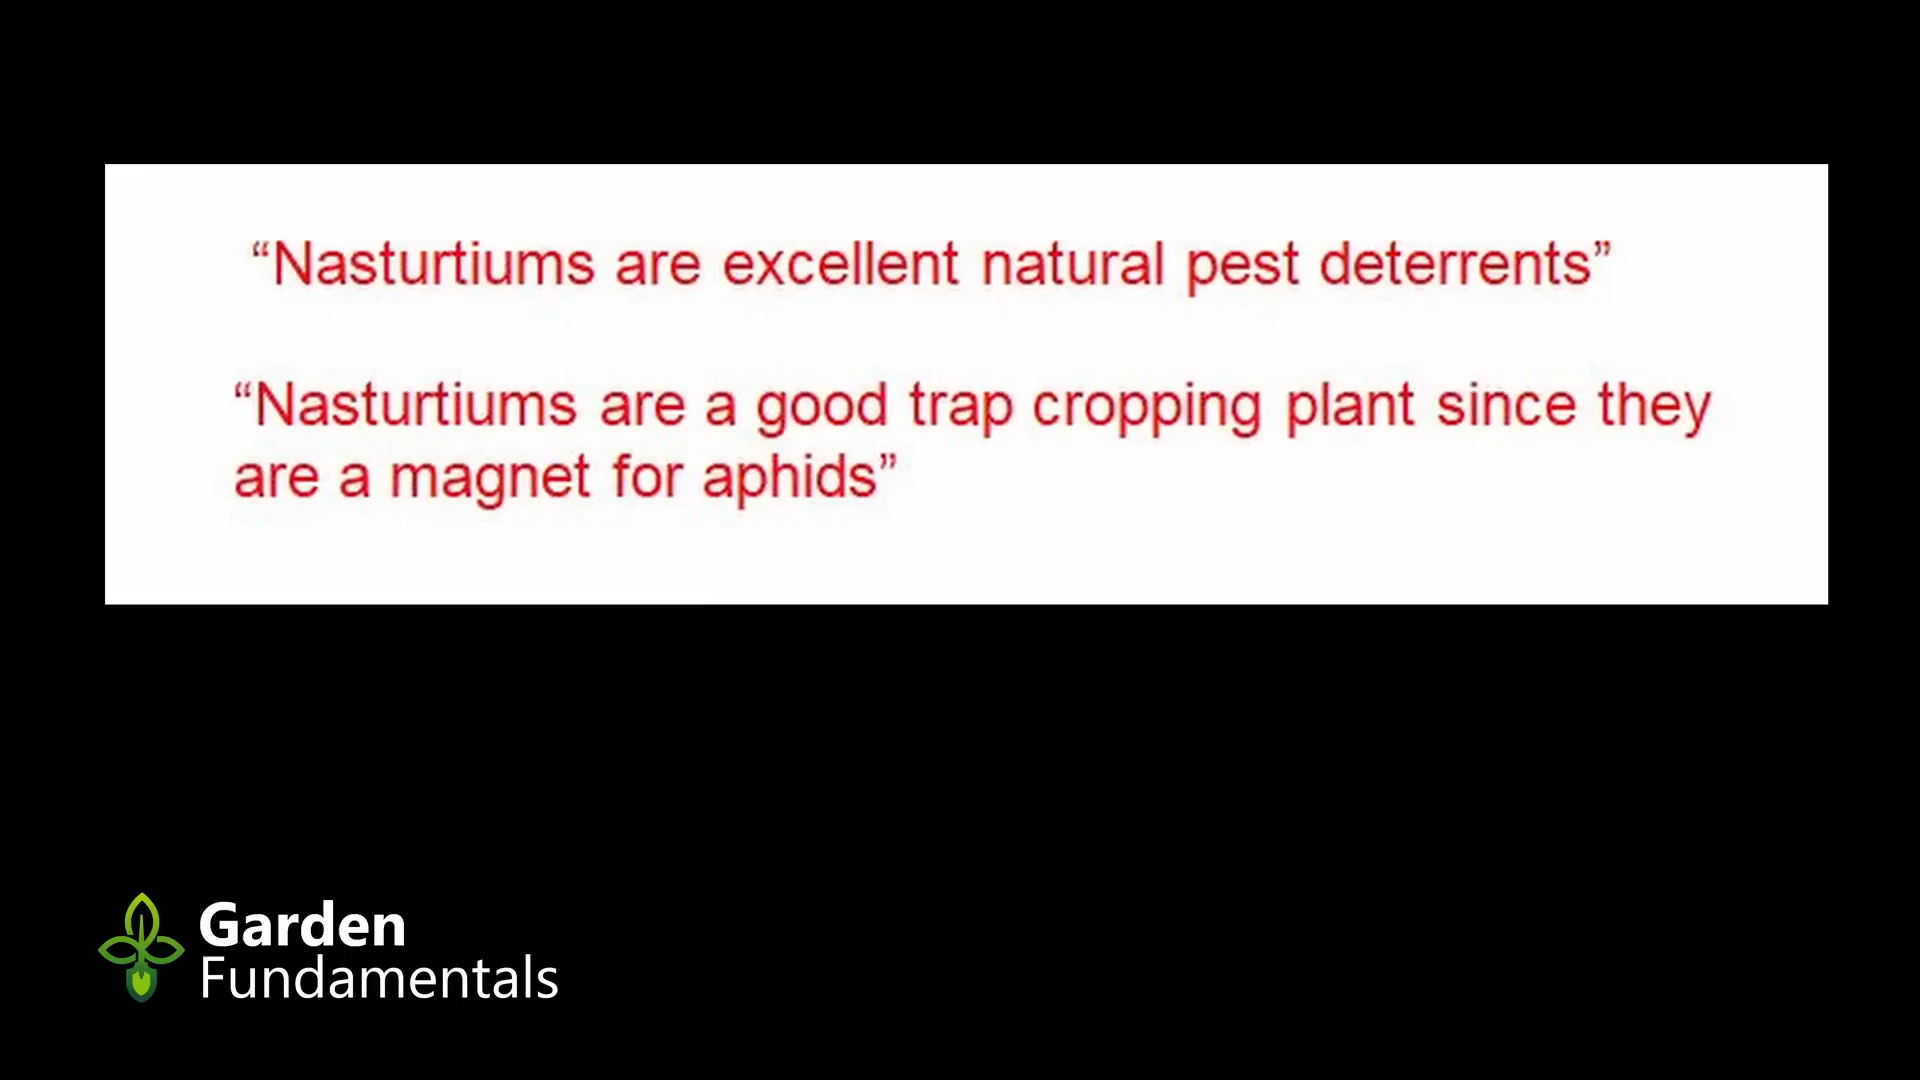 “Nasturtiums are excellent natural pest deterrents”
“Nasturtiums are a good trap cropping plant since they
are a magnet for aphids”
Garden
Fundamentals